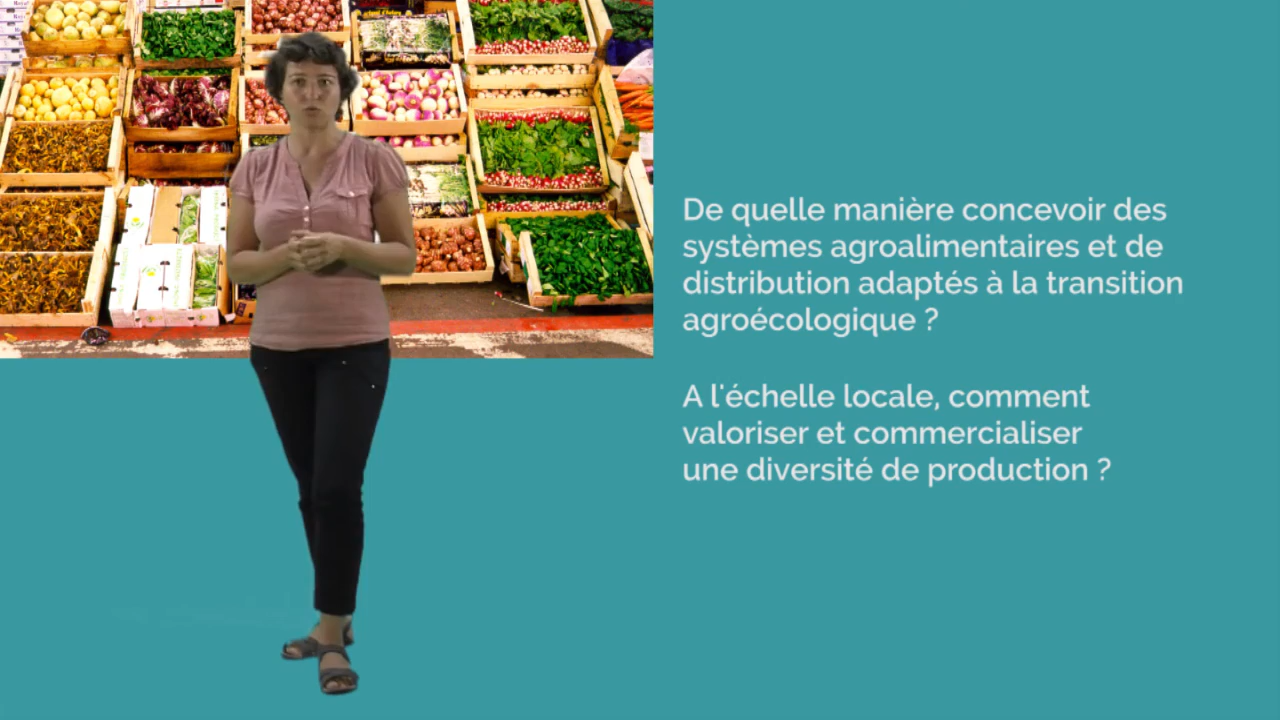 De quelle manière concevoir des
systèmes agroalimentaires et de
distribution adaptés à la transition
agroécologique ?
A l'échelle locale, comment
valoriser et commercialiser
une diversité de production ?